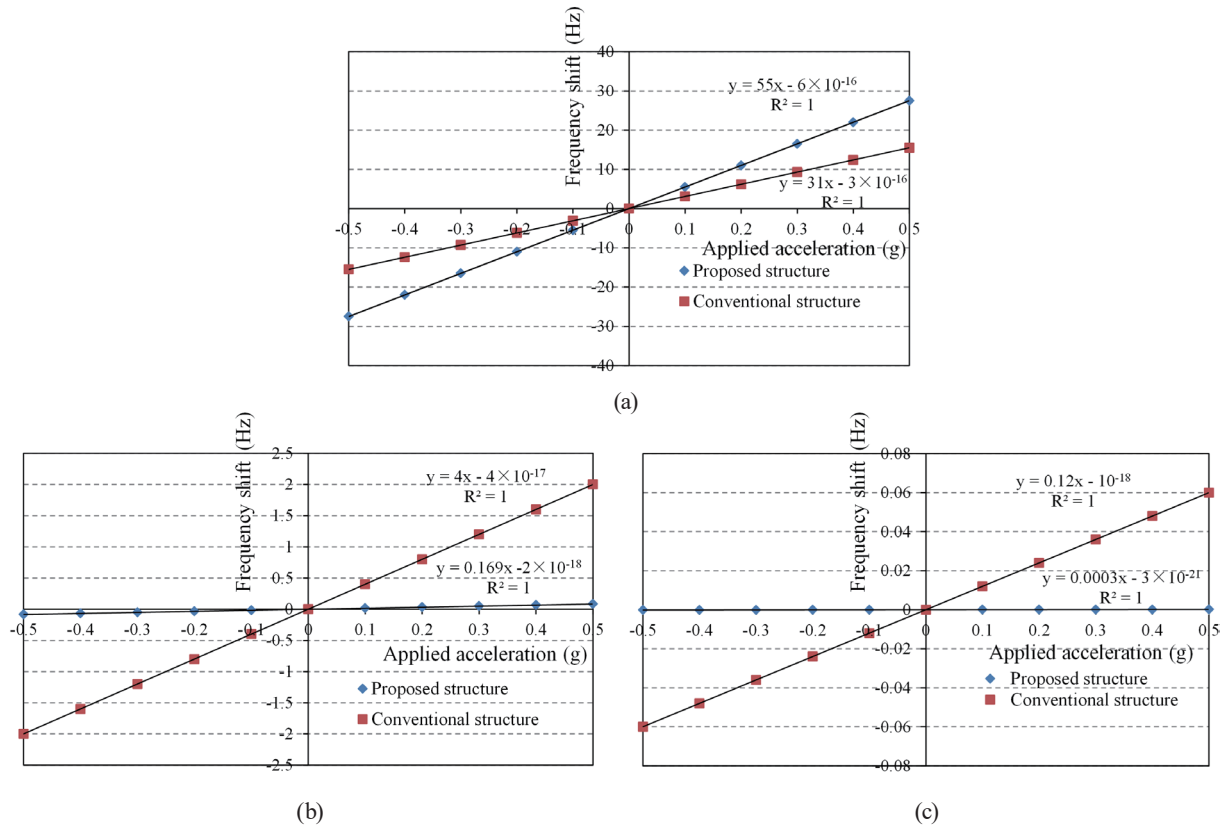 Frequency shift (Hz)
40
30
20
10
0
-10
-20
-30
-40
-0.5 -0.4 -0.3 -0.2 -0.1 0 0.1 0.2 0.3 0.4 0.5
y = 55x - 6×10⁻¹⁶
R² = 1
y = 31x - 3×10⁻¹⁶
R² = 1
Applied acceleration (g)
Proposed structure
Conventional structure
(a)
Frequency shift (Hz)
2.5
2
1.5
1
0.5
0
-0.5
-1
-1.5
-2
-2.5
-0.5 -0.4 -0.3 -0.2 -0.1 0 0.1 0.2 0.3 0.4 0.5
y = 4x - 4×10⁻¹⁷
R² = 1
y = 0.169x -2×10⁻¹⁸
R² = 1
Applied acceleration (g)
Proposed structure
Conventional structure
(b)
Frequency shift (Hz)
0.08
0.06
0.04
0.02
0
-0.02
-0.04
-0.06
-0.08
-0.5 -0.4 -0.3 -0.2 -0.1 0 0.1 0.2 0.3 0.4 0.5
y = 0.12x - 10⁻¹⁸
R² = 1
y = 0.0003x - 3×10⁻²¹
R² = 1
Applied acceleration (g)
Proposed structure
Conventional structure
(c)